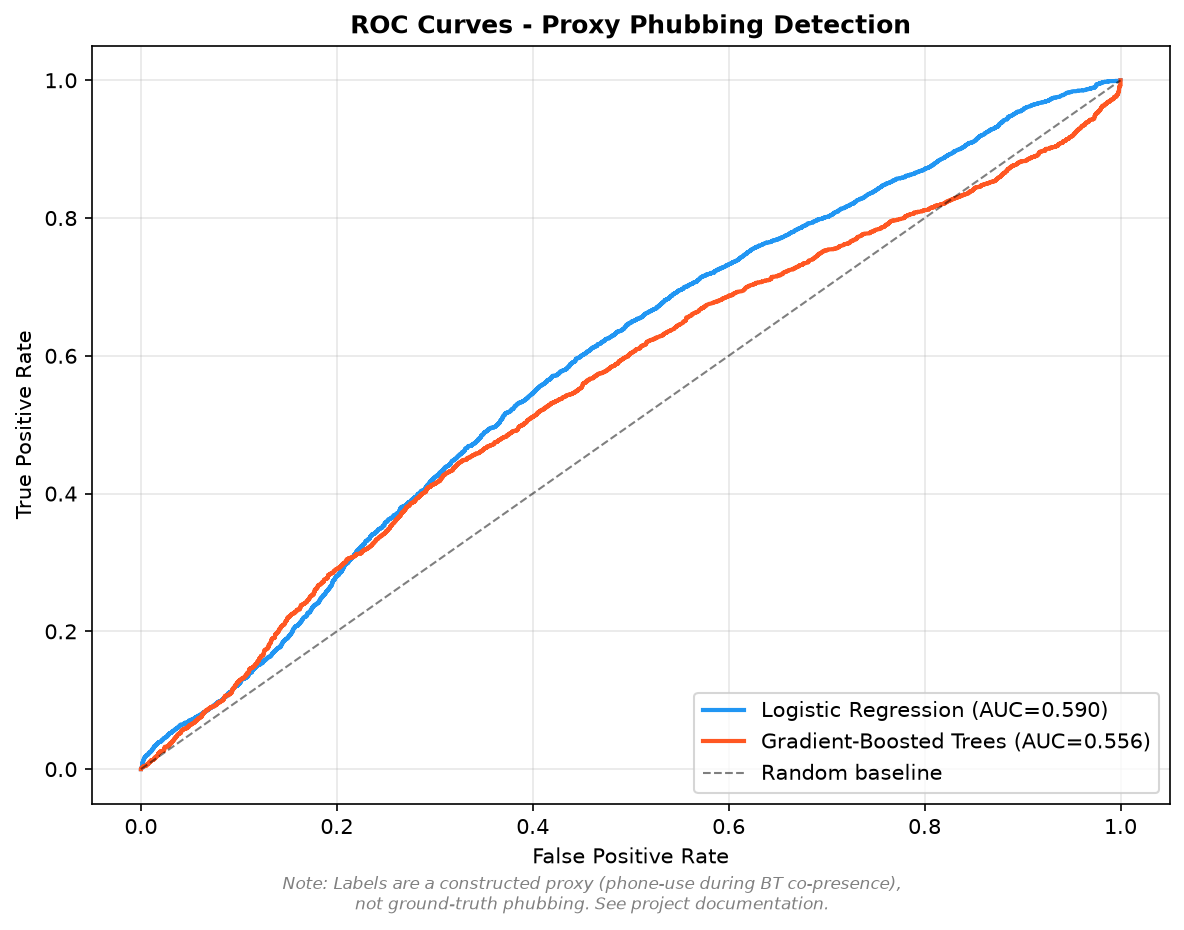 ROC Curves - Proxy Phubbing Detection
True Positive Rate
1.0
0.8
0.6
0.4
0.2
0.0
0.0 0.2 0.4 0.6 0.8 1.0
False Positive Rate
Logistic Regression (AUC=0.590)
Gradient-Boosted Trees (AUC=0.556)
Random baseline
Note: Labels are a constructed proxy (phone-use during BT co-presence),
not ground-truth phubbing. See project documentation.